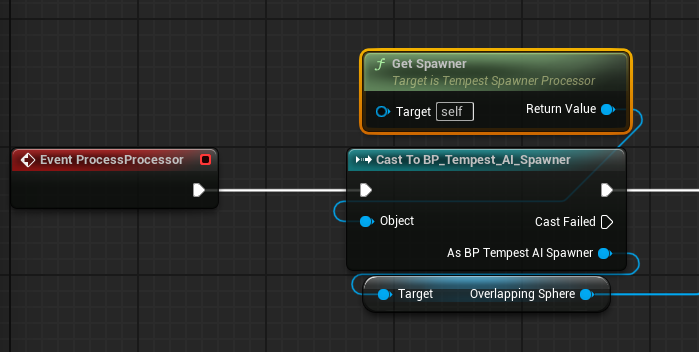 Get Spawner
Target is Tempest Spawner Processor
Target self Return Value
Event ProcessProcessor
Cast To BP_Tempest_AI_Spawner
Object Cast Failed
As BP Tempest AI Spawner
Target Overlapping Sphere